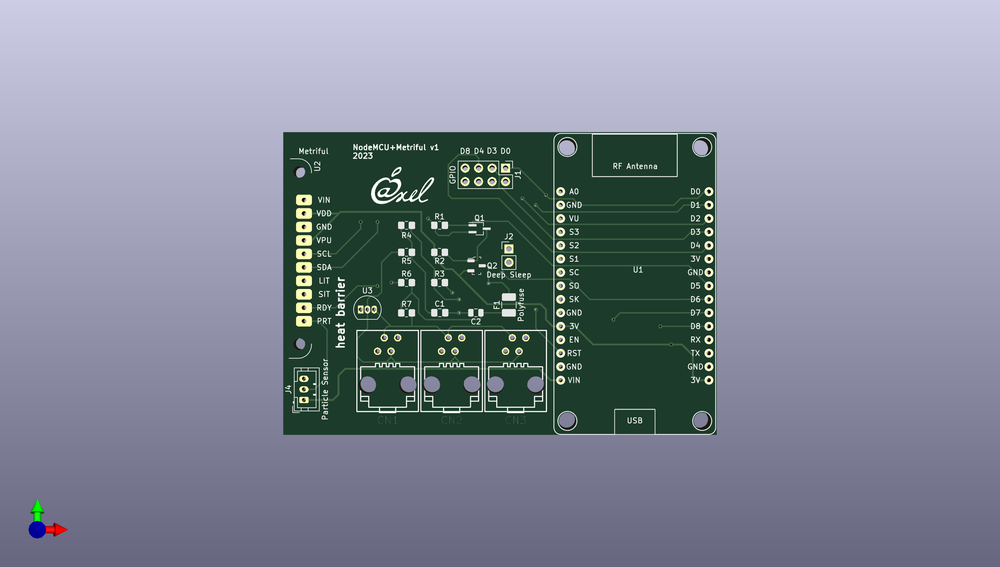 NodeMCU+Metriful v1
2023
Metriful
U2
@xel
D8 D4 D3 D0
GPIO
J1
RF Antenna
VIN
VDD
GND
VPU
SCL
SDA
LIT
SIT
RDY
PRT
heat barrier
R1
R4
R5
R2
R6
R3
R7
C1
C2
Q1
Q2
J2
Deep Sleep
F1
Polyfuse
U3
J4
Particle Sensor
CN1
CN2
CN3
A0
GND
VU
S3
S2
S1
SC
SO
SK
GND
3V
EN
RST
GND
VIN
U1
D0
D1
D2
D3
D4
3V
GND
D5
D6
D7
D8
RX
TX
GND
3V
USB